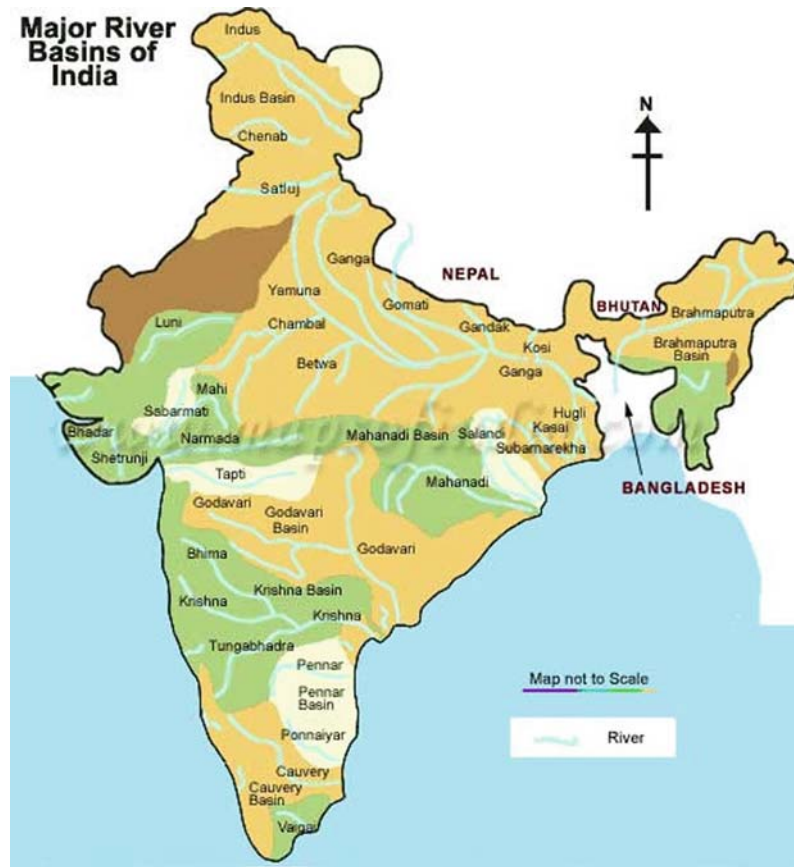 Major River
Basins of
India
Indus
Indus Basin
Chenab
Satluj
N
Ganga
NEPAL
Yamuna
Gomati
BHUTAN
Brahmaputra
Luni
Chambal
Gandak
Kosi
Brahmaputra
Basin
Betwa
Ganga
Mahi
Sabarmati
Hugli
Bhadar
Narmada
Mahanadi Basin
Salandi
Kasai
Subarnarekha
Shetrunji
Tapti
Mahanadi
BANGLADESH
Godavari
Godavari
Basin
Godavari
Bhima
Krishna Basin
Krishna
Krishna
Tungabhadra
Pennar
Map not to Scale
Pennar
Basin
Ponnaiyar
River
Cauvery
Cauvery
Basin
Vaigai